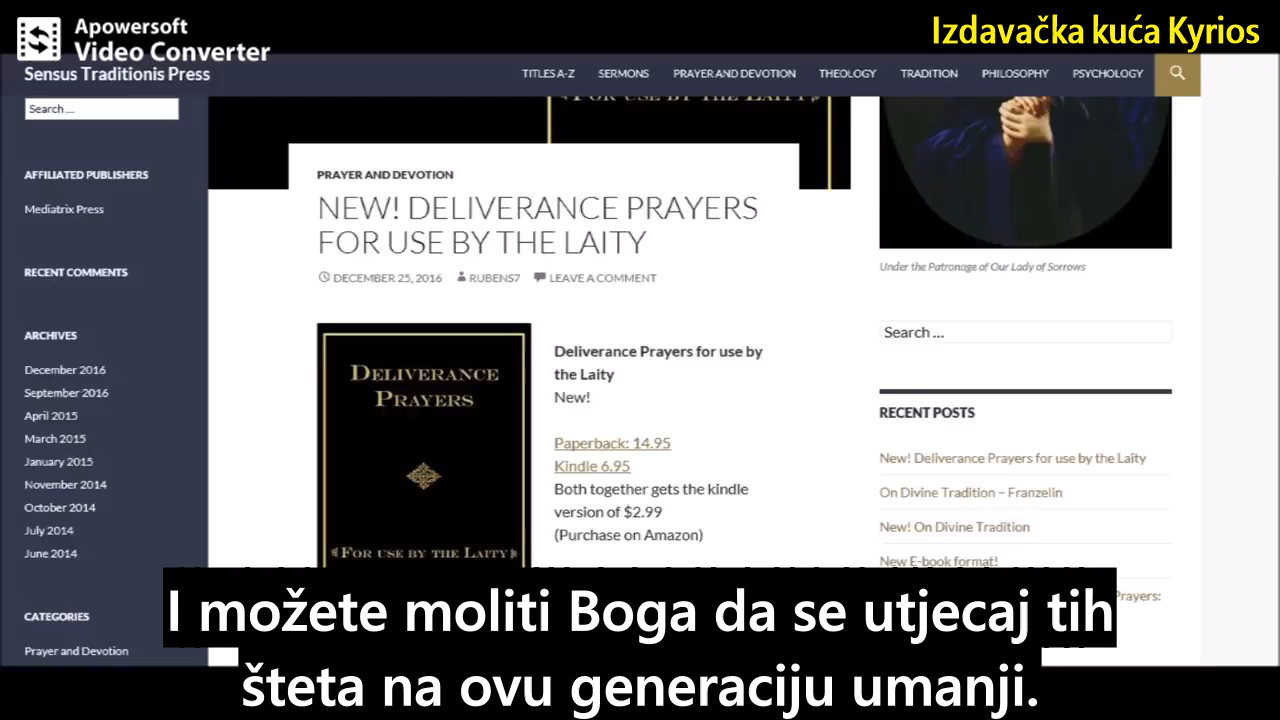 Apowersoft
Video Converter
Izdavačka kuća Kyrios
Sensus Traditionis Press
TITLES A-Z
SERMONS
PRAYER AND DEVOTION
THEOLOGY
TRADITION
PHILOSOPHY
PSYCHOLOGY
Search ...
AFFILIATED PUBLISHERS
Mediatrix Press
RECENT COMMENTS
ARCHIVES
December 2016
September 2016
April 2015
March 2015
January 2015
November 2014
October 2014
July 2014
June 2014
CATEGORIES
Prayer and Devotion
FOR USE BY THE LAITY
PRAYER AND DEVOTION
NEW! DELIVERANCE PRAYERS
FOR USE BY THE LAITY
DECEMBER 25, 2016 RUBENS7 LEAVE A COMMENT
DELIVERANCE
PRAYERS
FOR USE BY THE LAITY
Deliverance Prayers for use by
the Laity
New!
Paperback: 14.95
Kindle 6.95
Both together gets the kindle
version of $2.99
(Purchase on Amazon)
Under the Patronage of Our Lady of Sorrows
Search ...
RECENT POSTS
New! Deliverance Prayers for use by the Laity
On Divine Tradition – Franzelin
New! On Divine Tradition
New E-book format!
Prayers:
I možete moliti Boga da se utjecaj tih
šteta na ovu generaciju umanji.